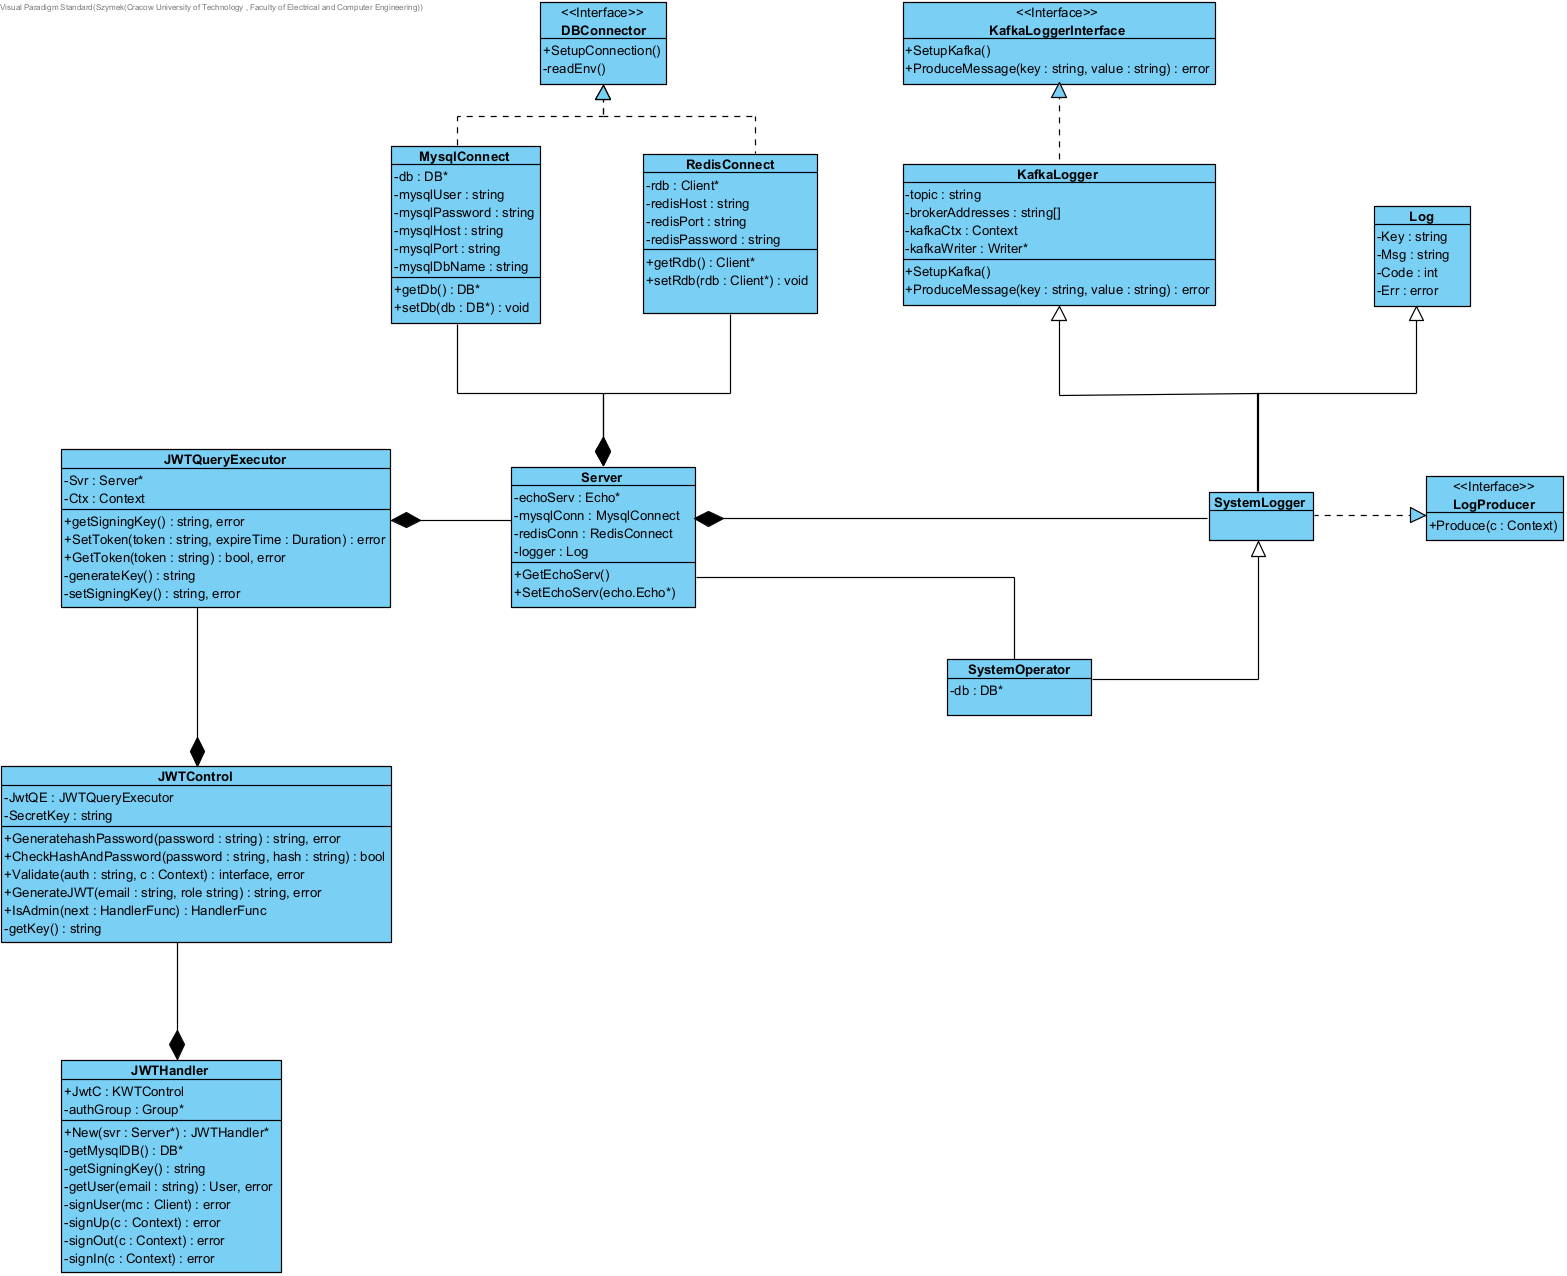 Visual Paradigm Standard(Szymek(Cracow University of Technology , Faculty of Electrical and Computer Engineering))
<<Interface>>
DBConnector
+SetupConnection()
-readEnv()
<<Interface>>
KafkaLoggerInterface
+SetupKafka()
+ProduceMessage(key : string, value : string) : error
MysqlConnect
-db : DB*
-mysqlUser : string
-mysqlPassword : string
-mysqlHost : string
-mysqlPort : string
-mysqlDbName : string
+getDb() : DB*
+setDb(db : DB*) : void
RedisConnect
-rdb : Client*
-redisHost : string
-redisPort : string
-redisPassword : string
+getRdb() : Client*
+setRdb(rdb : Client*) : void
KafkaLogger
-topic : string
-brokerAddresses : string[]
-kafkaCtx : Context
-kafkaWriter : Writer*
+SetupKafka()
+ProduceMessage(key : string, value : string) : error
Log
-Key : string
-Msg : string
-Code : int
-Err : error
JWTQueryExecutor
-Svr : Server*
-Ctx : Context
+getSigningKey() : string, error
+SetToken(token : string, expireTime : Duration) : error
+GetToken(token : string) : bool, error
-generateKey() : string
-setSigningKey() : string, error
Server
-echoServ : Echo*
-mysqlConn : MysqlConnect
-redisConn : RedisConnect
-logger : Log
+GetEchoServ()
+SetEchoServ(echo.Echo*)
SystemLogger
<<Interface>>
LogProducer
+Produce(c : Context)
SystemOperator
-db : DB*
JWTControl
-JwtQE : JWTQueryExecutor
-SecretKey : string
+GeneratehashPassword(password : string) : string, error
+CheckHashAndPassword(password : string, hash : string) : bool
+Validate(auth : string, c : Context) : interface, error
+GenerateJWT(email : string, role string) : string, error
+IsAdmin(next : HandlerFunc) : HandlerFunc
-getKey() : string
JWTHandler
+JwtC : KWTControl
-authGroup : Group*
+New(svr : Server*) : JWTHandler*
-getMysqlDB() : DB*
-getSigningKey() : string
-getUser(email : string) : User, error
-signUser(mc : Client) : error
-signUp(c : Context) : error
-signOut(c : Context) : error
-signIn(c : Context) : error